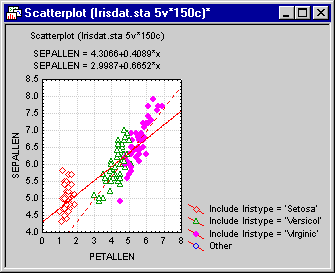 Scatterplot (Irisdat.sta 5v*150c)*
Scatterplot (Irisdat.sta 5v*150c)
SEPALLEN = 4.3066+0.4089*x
SEPALLEN = 2.9987+0.6652*x
8.5
8.0
7.5
7.0
6.5
6.0
5.5
5.0
4.5
4.0
SEPALLEN
0 1 2 3 4 5 6 7 8
PETALLEN
Include Iristype = 'Setosa'
Include Iristype = 'Versicol'
Include Iristype = 'Virginic'
Other